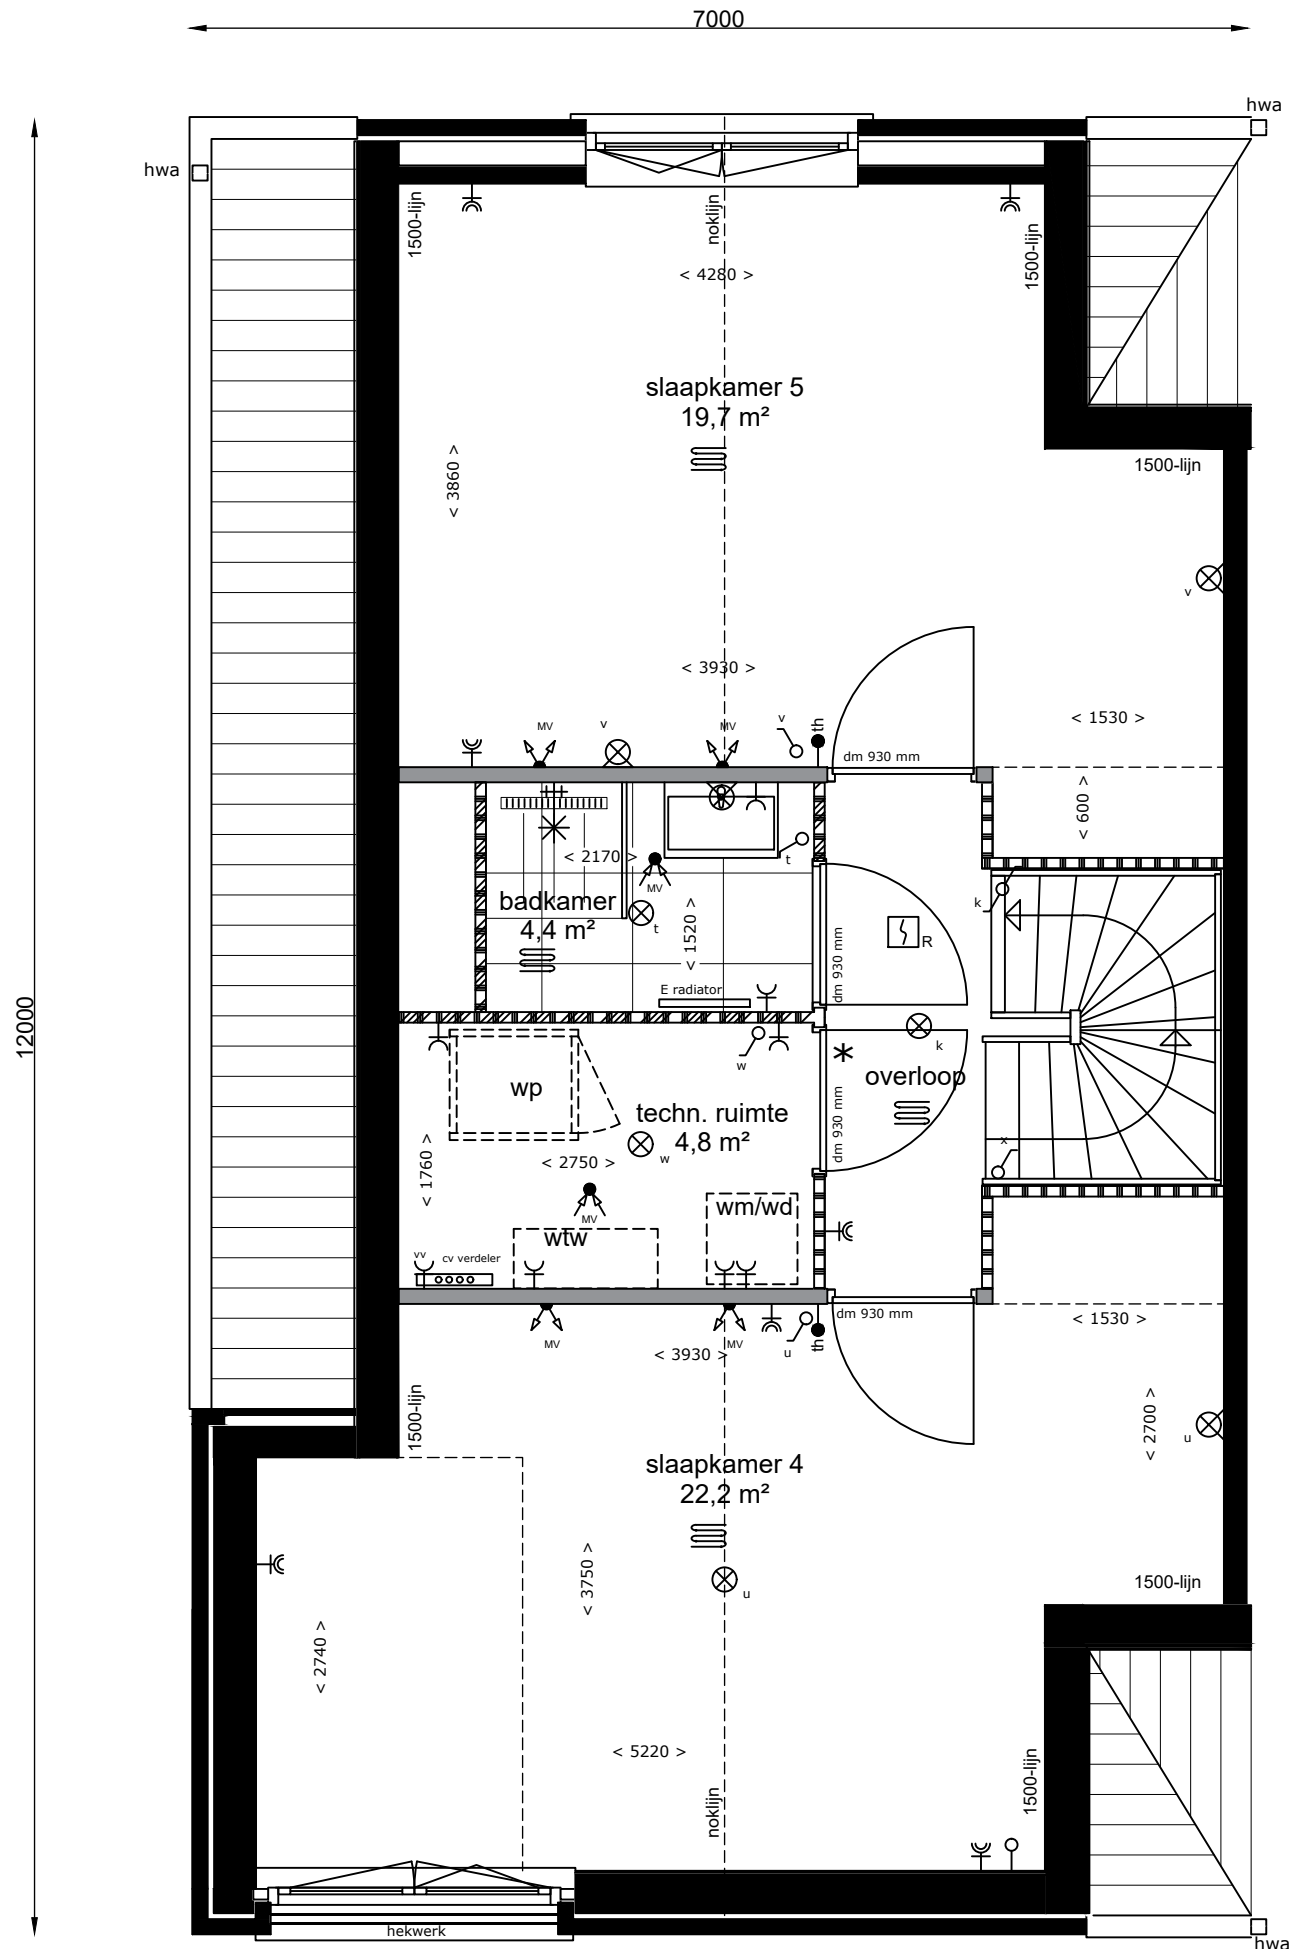 7000
hwa
hwa
1500-lijn
noklijn
1500-lijn
< 4280 >
slaapkamer 5
19,7 m²
1500-lijn
< 3860 >
v
< 3930 >
< 1530 >
MV
v
MV
v
th
dm 930 mm
< 600 >
< 2170 >
MV
t
badkamer
4,4 m²
t
< 1520 >
k
R
dm 930 mm
E radiator
12000
w
k
*
overloop
wp
techn. ruimte
4,8 m²
w
dm 930 mm
x
< 1760 >
< 2750 >
MV
wm/wd
wtw
vv
cv verdeler
MV
MV
u
th
dm 930 mm
< 1530 >
< 3930 >
1500-lijn
< 2700 >
u
slaapkamer 4
22,2 m²
u
1500-lijn
< 3750 >
< 2740 >
< 5220 >
noklijn
1500-lijn
hekwerk
hwa